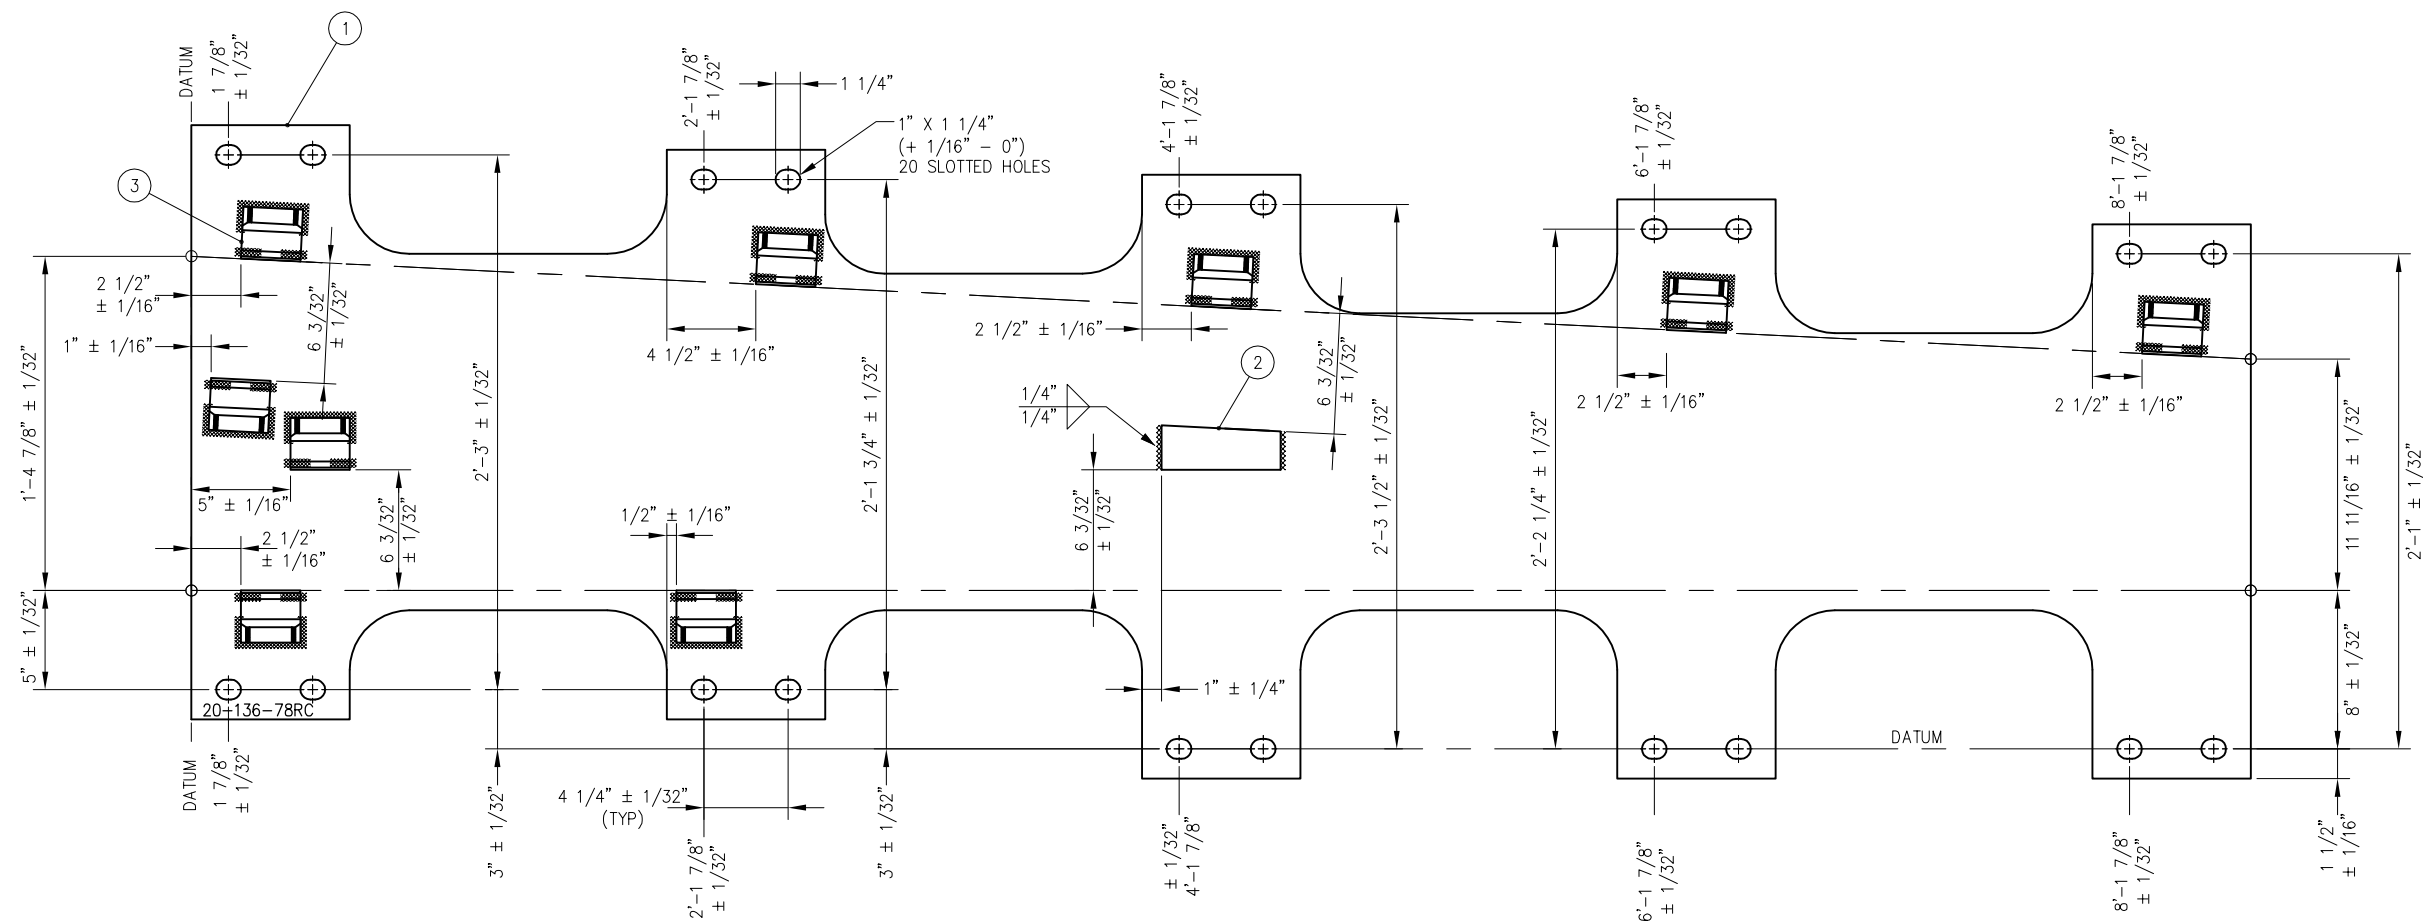 1
DATUM
1 7/8"
± 1/32"
2'-1 7/8"
± 1/32"
1 1/4"
1" X 1 1/4"
(+ 1/16" - 0")
20 SLOTTED HOLES
4'-1 7/8"
± 1/32"
6'-1 7/8"
± 1/32"
8'-1 7/8"
± 1/32"
3
2 1/2"
± 1/16"
6 3/32"
± 1/32"
1" ± 1/16"
4 1/2" ± 1/16"
2 1/2" ± 1/16"
2
1/4"
1/4"
6 3/32"
± 1/32"
2 1/2" ± 1/16"
2 1/2" ± 1/16"
1'-4 7/8" ± 1/32"
2'-3" ± 1/32"
2'-1 3/4" ± 1/32"
2'-3 1/2" ± 1/32"
2'-2 1/4" ± 1/32"
11 11/16" ± 1/32"
2'-1" ± 1/32"
5" ± 1/16"
6 3/32"
± 1/32"
1/2" ± 1/16"
6 3/32"
± 1/32"
2 1/2"
± 1/16"
5" ± 1/32"
8" ± 1/32"
1" ± 1/4"
20-136-78RC
DATUM
DATUM
1 7/8"
± 1/32"
3" ± 1/32"
4 1/4" ± 1/32"
(TYP)
2'-1 7/8"
± 1/32"
3" ± 1/32"
± 1/32"
4'-1 7/8"
6'-1 7/8"
± 1/32"
8'-1 7/8"
± 1/32"
1 1/2"
± 1/16"